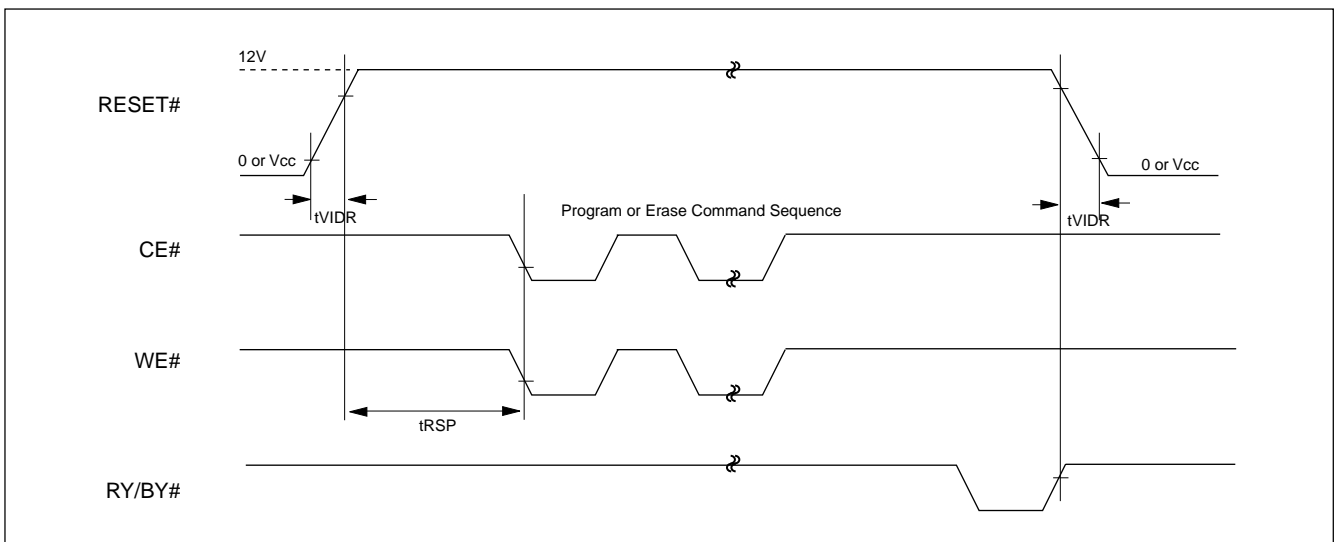 12V
RESET#
0 or Vcc
0 or Vcc
tVIDR
Program or Erase Command Sequence
tVIDR
CE#
WE#
tRSP
RY/BY#